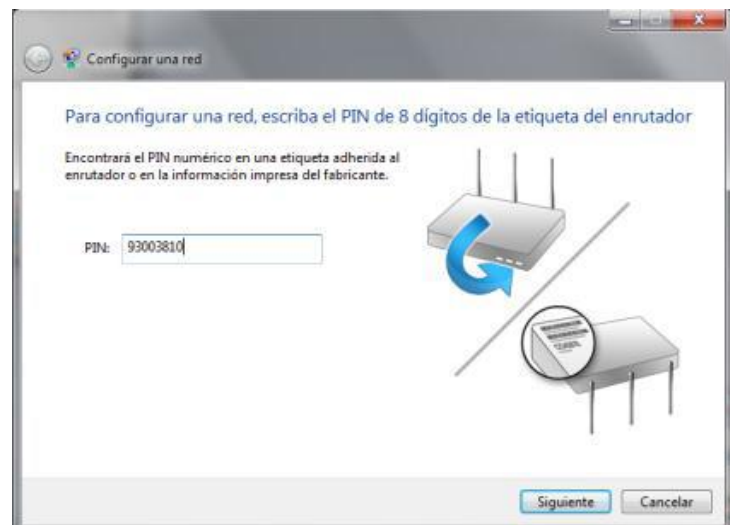 Configurar una red
Para configurar una red, escriba el PIN de 8 dígitos de la etiqueta del enrutador
Encontrará el PIN numérico en una etiqueta adherida al
enrutador o en la información impresa del fabricante.
PIN: 93003810
Siguiente Cancelar